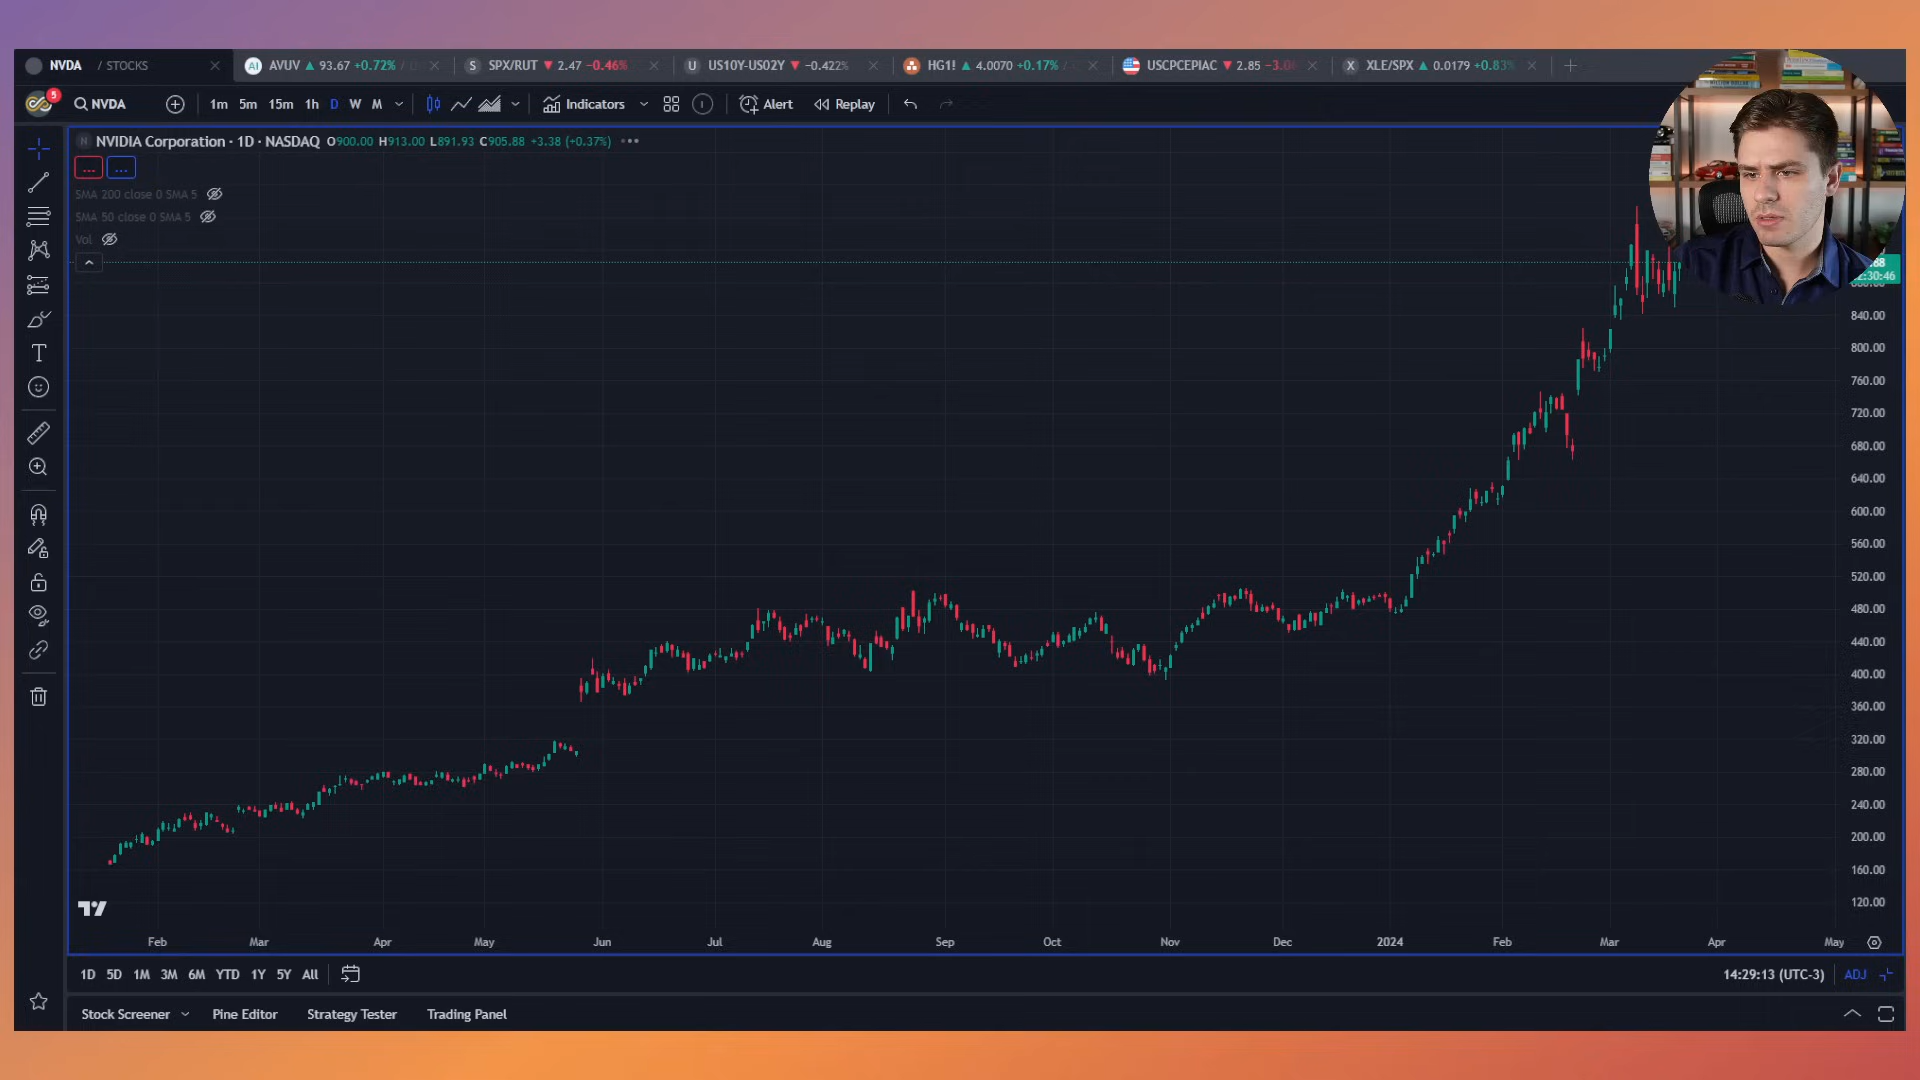 NVDA / STOCKS
AVUV 93.67 +0.72%
SPX/RUT 2.47 −0.46%
US10Y-US02Y −0.422%
HG1! 4.0070 +0.17%
USCPCEPIAC 2.85
XLE/SPX 0.0179 +0.83%
5
NVDA
1m 5m 15m 1h D W M
Indicators
Alert
Replay
NVIDIA Corporation · 1D · NASDAQ O900.00 H913.00 L891.93 C905.88 +3.38 (+0.37%)
SMA 200 close 0 SMA 5
SMA 50 close 0 SMA 5
Vol
840.00
800.00
760.00
720.00
680.00
640.00
600.00
560.00
520.00
480.00
440.00
400.00
360.00
320.00
280.00
240.00
200.00
160.00
120.00
Feb Mar Apr May Jun Jul Aug Sep Oct Nov Dec 2024 Feb Mar Apr May
1D 5D 1M 3M 6M YTD 1Y 5Y All
14:29:13 (UTC-3) ADJ
Stock Screener Pine Editor Strategy Tester Trading Panel